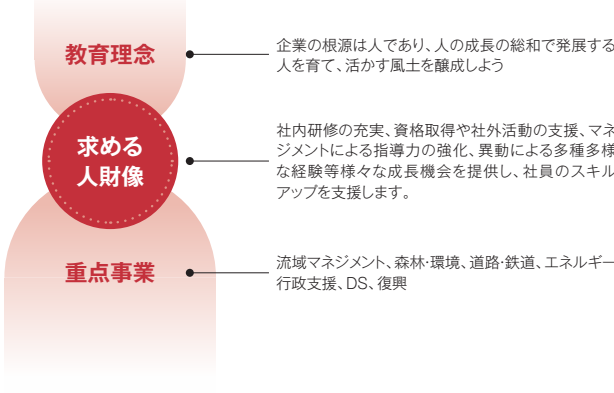 教育理念
企業の根源は人であり、人の成長の総和で発展する
人を育て、活かす風土を醸成しよう
求める
人財像
社内研修の充実、資格取得や社外活動の支援、マネ
ジメントによる指導力の強化、異動による多種多様
な経験等様々な成長機会を提供し、社員のスキル
アップを支援します。
重点事業
流域マネジメント、森林・環境、道路・鉄道、エネルギー
行政支援、DS、復興